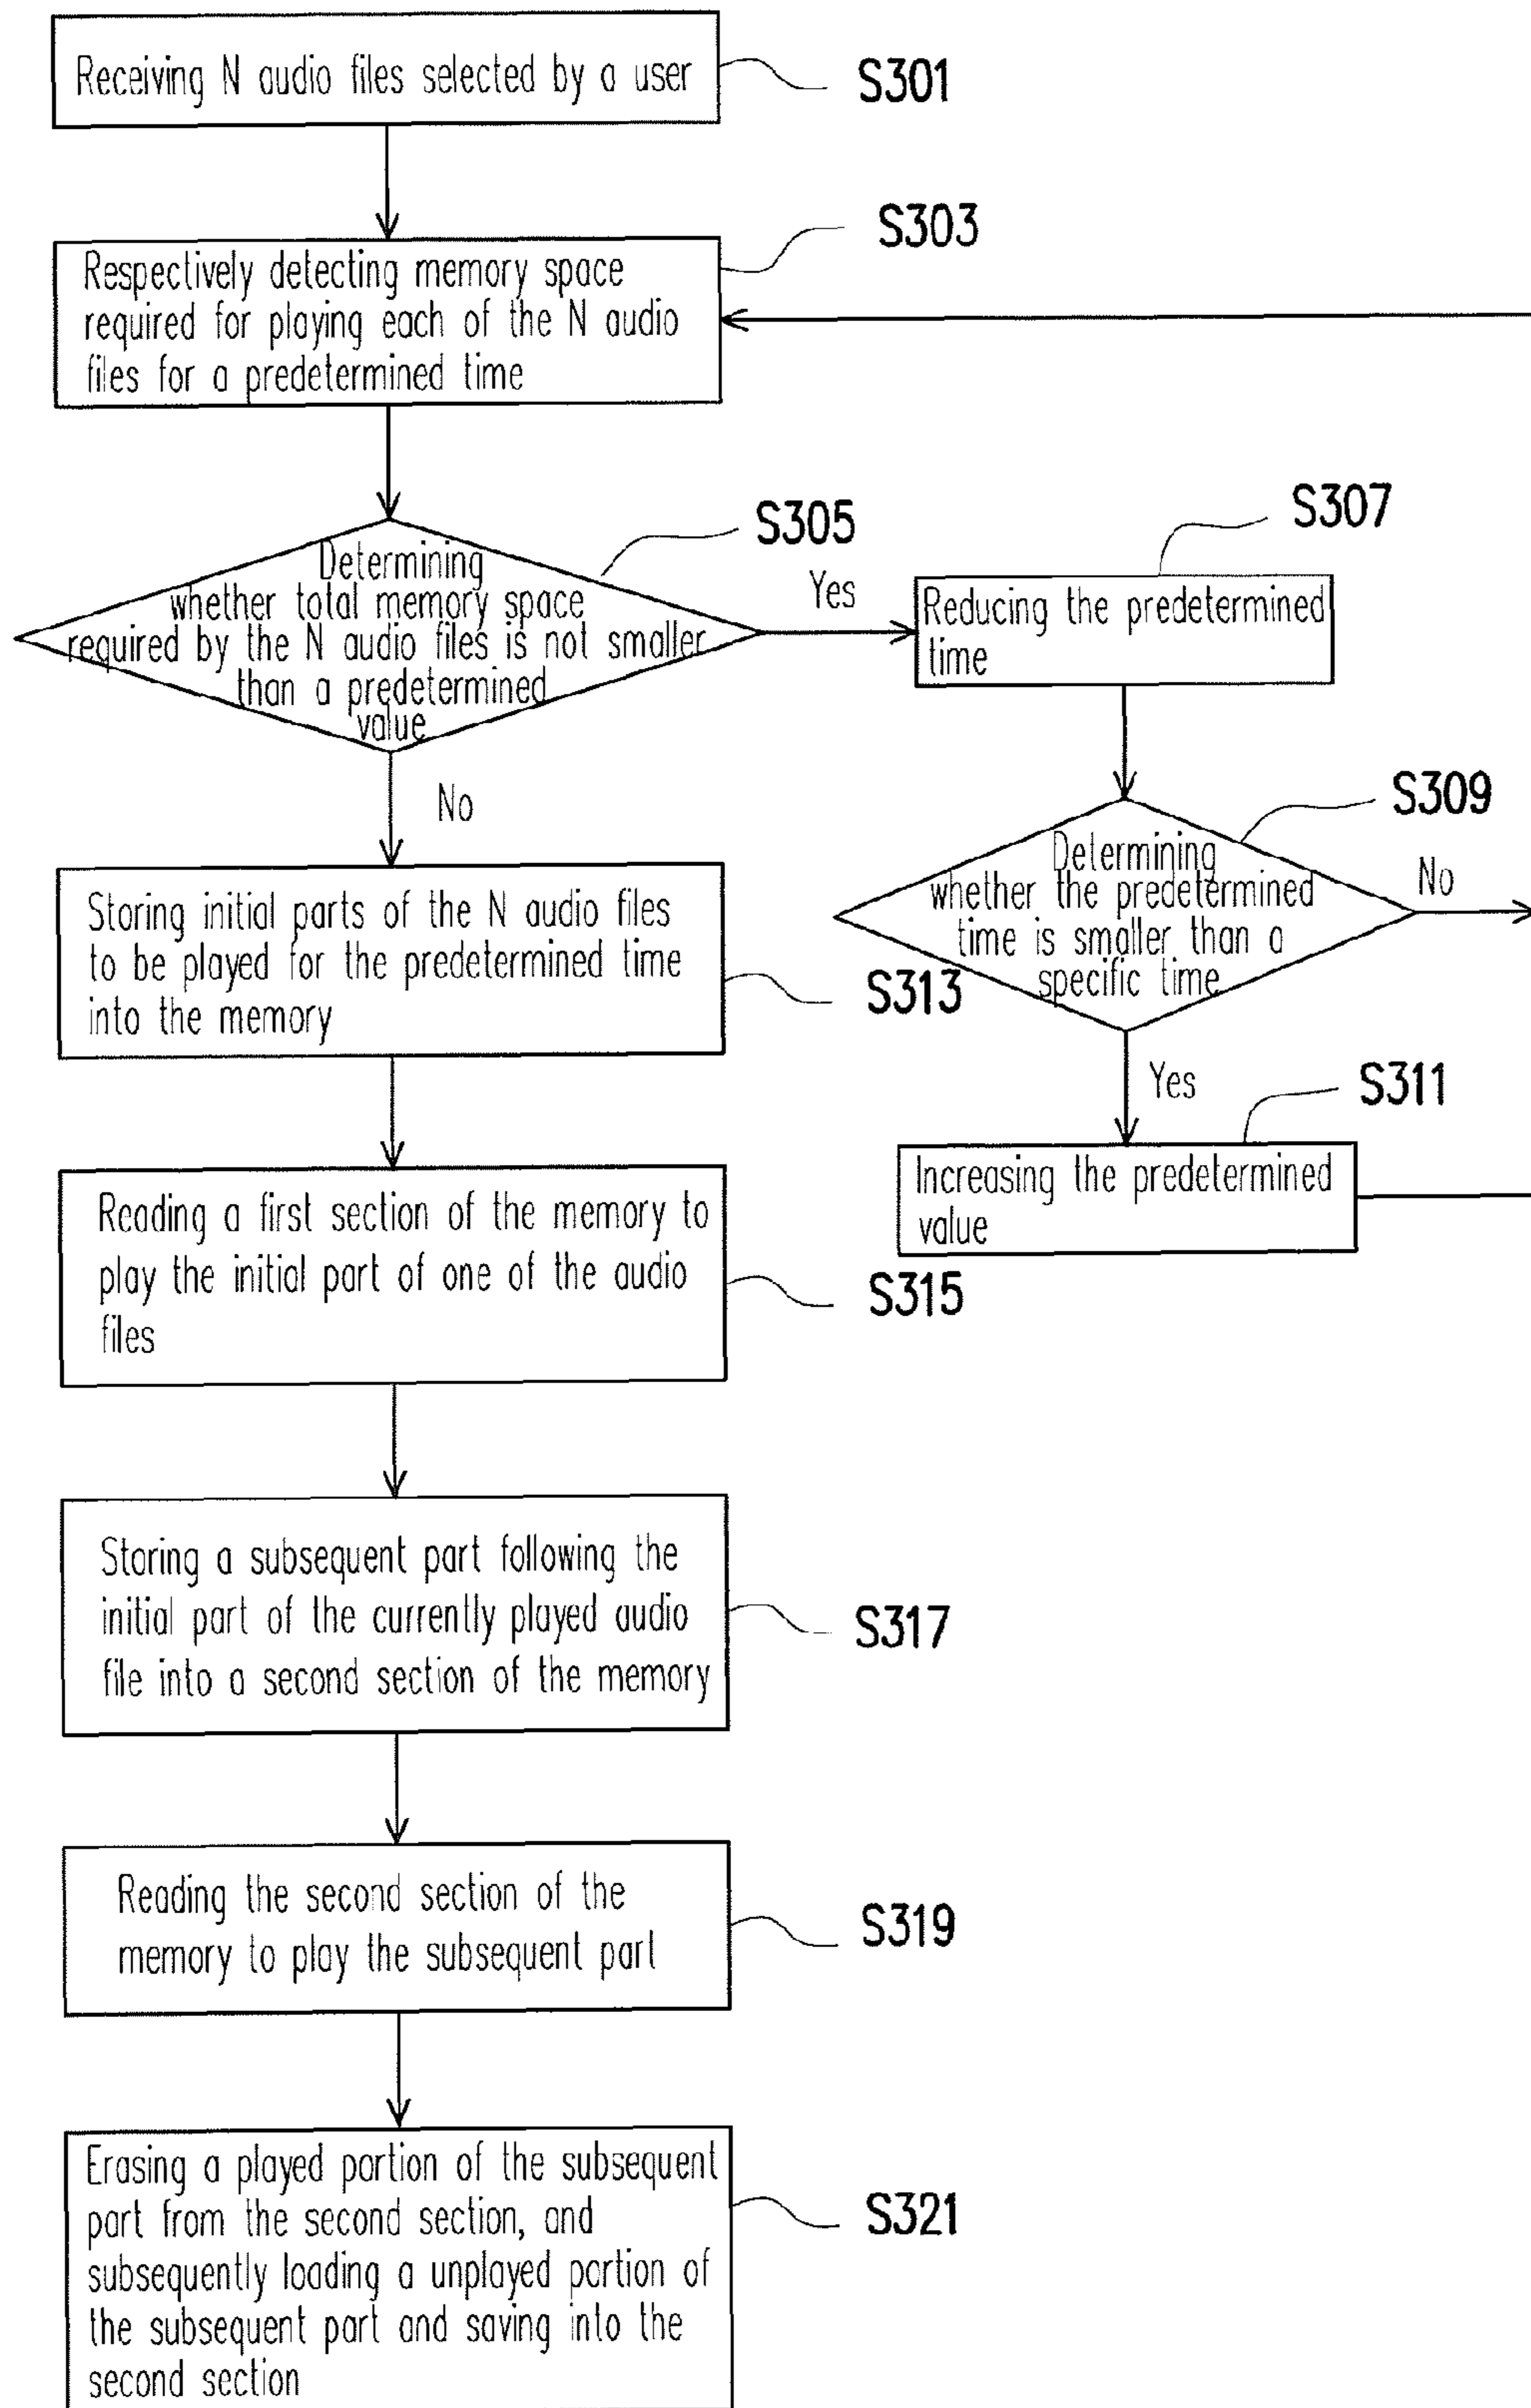 Receiving N audio files selected by a user
S301
S303
Respectively detecting memory space
required for playing each of the N audio
files for a predetermined time
S305
Determining
whether total memory space
required by the N audio files is not smaller
than a predetermined
value
Yes
No
S307
Reducing the predetermined
time
S309
Determining
whether the predetermined
time is smaller than a
specific time
No
Yes
S311
Increasing the predetermined
value
Storing initial parts of the N audio files
to be played for the predetermined time
into the memory
S313
Reading a first section of the memory to
play the initial part of one of the audio
files
S315
Storing a subsequent part following the
initial part of the currently played audio
file into a second section of the memory
S317
Reading the second section of the
memory to play the subsequent part
S319
Erasing a played portion of the subsequent
part from the second section, and
subsequently loading a unplayed portion of
the subsequent part and saving into the
second section
S321